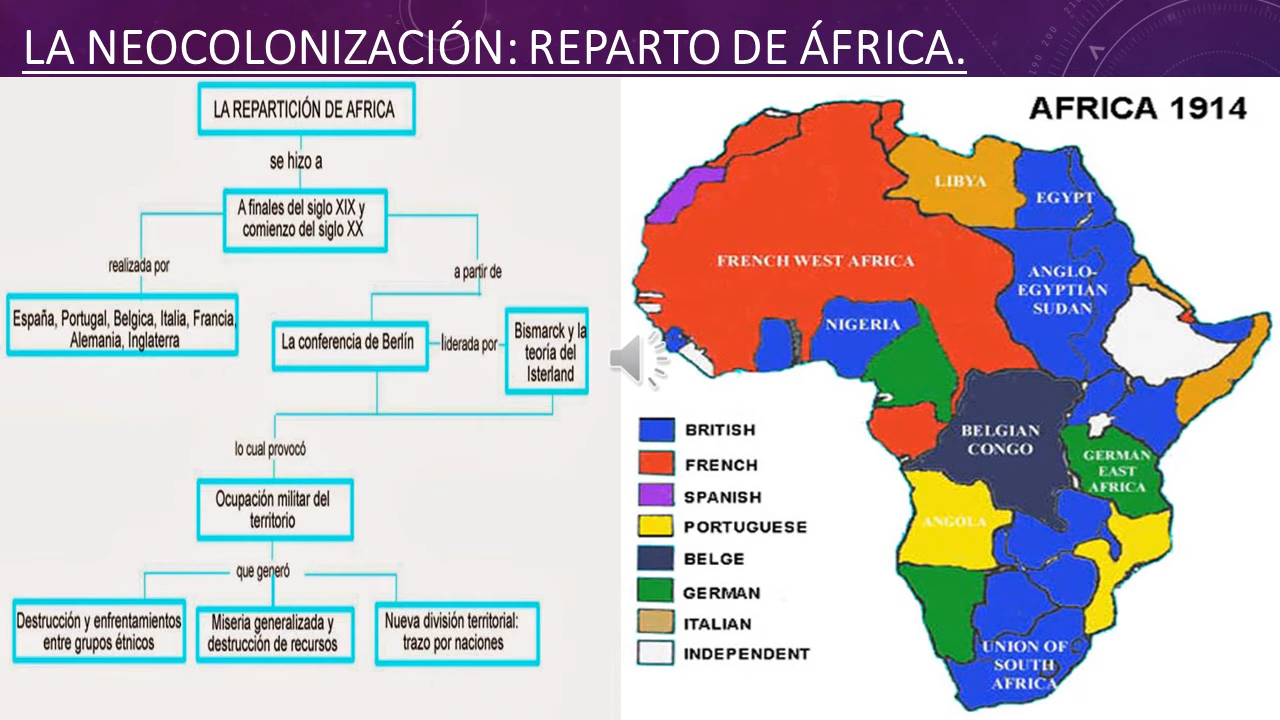 LA NEOCOLONIZACIÓN: REPARTO DE ÁFRICA.
LA REPARTICIÓN DE AFRICA
se hizo a
A finales del siglo XIX y
comienzo del siglo XX
realizada por
a partir de
España, Portugal, Belgica, Italia, Francia,
Alemania, Inglaterra
La conferencia de Berlín
liderada por
Bismarck y la
teoría del
Isterland
lo cual provocó
Ocupación militar del
territorio
que generó
Destrucción y enfrentamientos
entre grupos étnicos
Miseria generalizada y
destrucción de recursos
Nueva división territorial:
trazo por naciones
AFRICA 1914
LIBYA
EGYPT
FRENCH WEST AFRICA
ANGLO-
EGYPTIAN
SUDAN
NIGERIA
BELGIAN
CONGO
GERMAN
EAST
AFRICA
ANGOLA
UNION OF
SOUTH
AFRICA
BRITISH
FRENCH
SPANISH
PORTUGUESE
BELGE
GERMAN
ITALIAN
INDEPENDENT